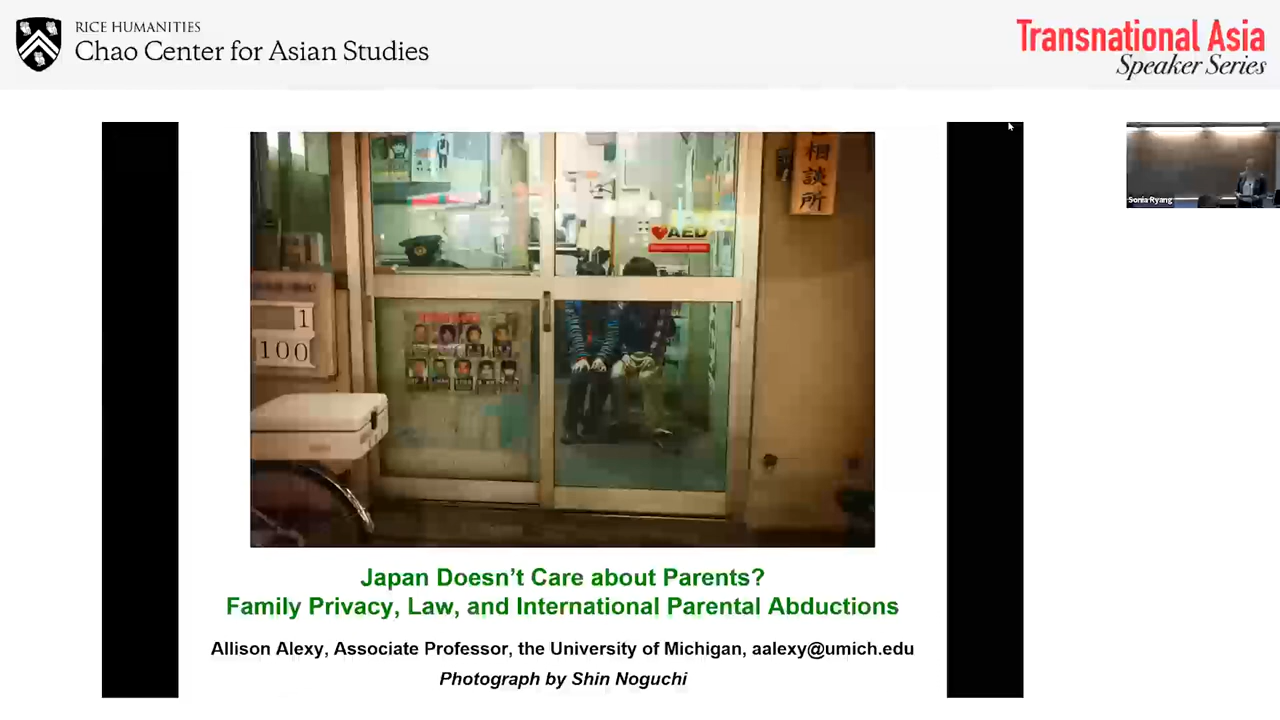 RICE HUMANITIES
Chao Center for Asian Studies
Transnational Asia
Speaker Series
相談所
AED
1
100
Sonia Ryang
Japan Doesn't Care about Parents?
Family Privacy, Law, and International Parental Abductions
Allison Alexy, Associate Professor, the University of Michigan, aalexy@umich.edu
Photograph by Shin Noguchi